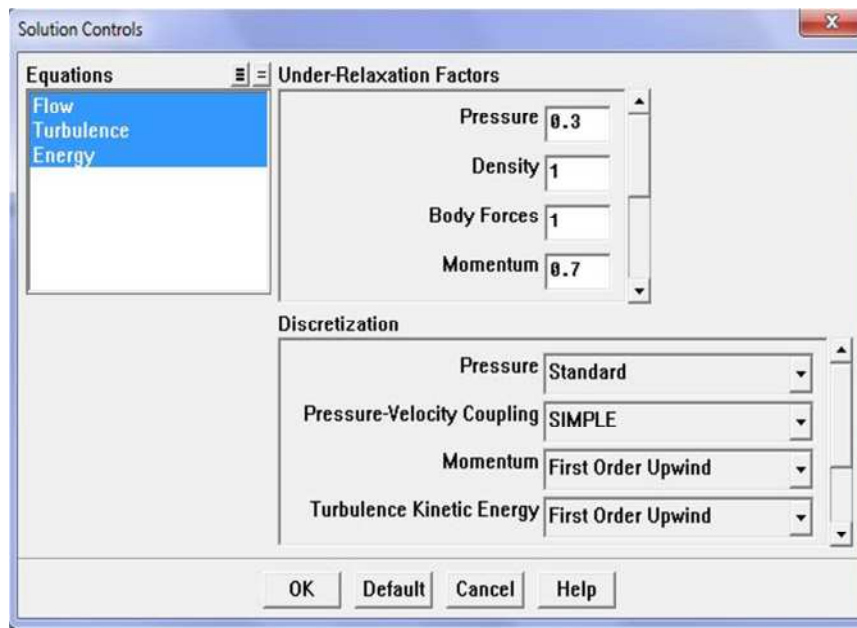 Solution Controls
Equations
Flow
Turbulence
Energy
Under-Relaxation Factors
Pressure 0.3
Density 1
Body Forces 1
Momentum 0.7
Discretization
Pressure Standard
Pressure-Velocity Coupling SIMPLE
Momentum First Order Upwind
Turbulence Kinetic Energy First Order Upwind
OK Default Cancel Help